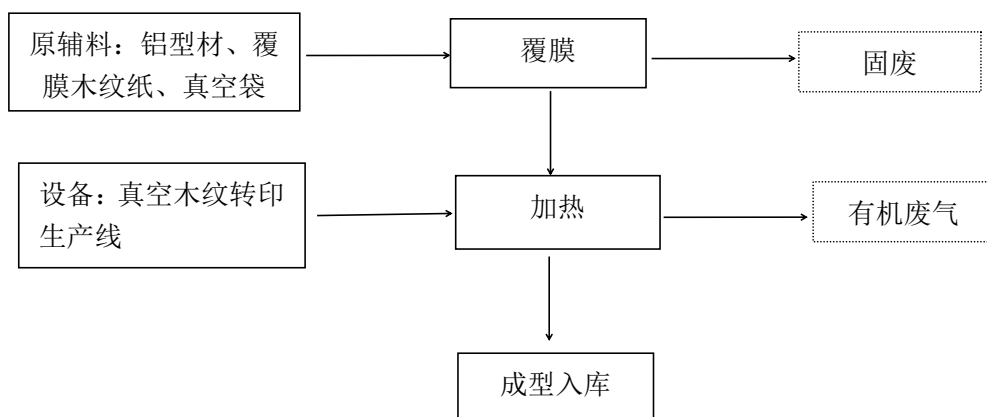 原辅料：铝型材、覆
膜木纹纸、真空袋
覆膜
固废
设备：真空木纹转印
生产线
加热
有机废气
成型入库